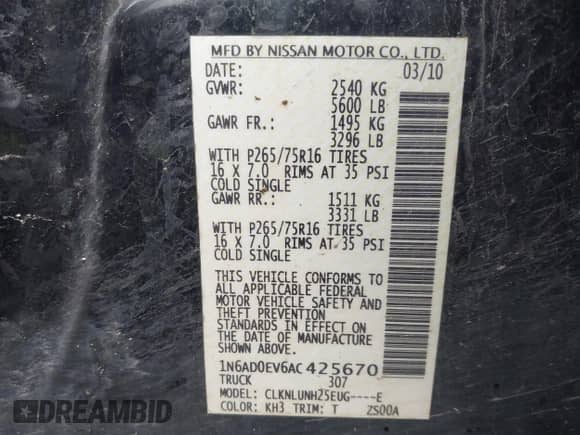 MFD BY NISSAN MOTOR CO., LTD.
DATE: 03/10
GVWR: 2540 KG
5600 LB
GAWR FR.: 1495 KG
3296 LB
WITH P265/75R16 TIRES
16 X 7.0 RIMS AT 35 PSI
COLD SINGLE
GAWR RR.: 1511 KG
3331 LB
WITH P265/75R16 TIRES
16 X 7.0 RIMS AT 35 PSI
COLD SINGLE
THIS VEHICLE CONFORMS TO
ALL APPLICABLE FEDERAL
MOTOR VEHICLE SAFETY AND
THEFT PREVENTION
STANDARDS IN EFFECT ON
THE DATE OF MANUFACTURE
SHOWN ABOVE.
1N6AD0EV6AC425670
TRUCK 307
MODEL: CLKNLUNH25EUG----E
COLOR: KH3 TRIM: T ZS00A
AUTOHELPERBOT.COM